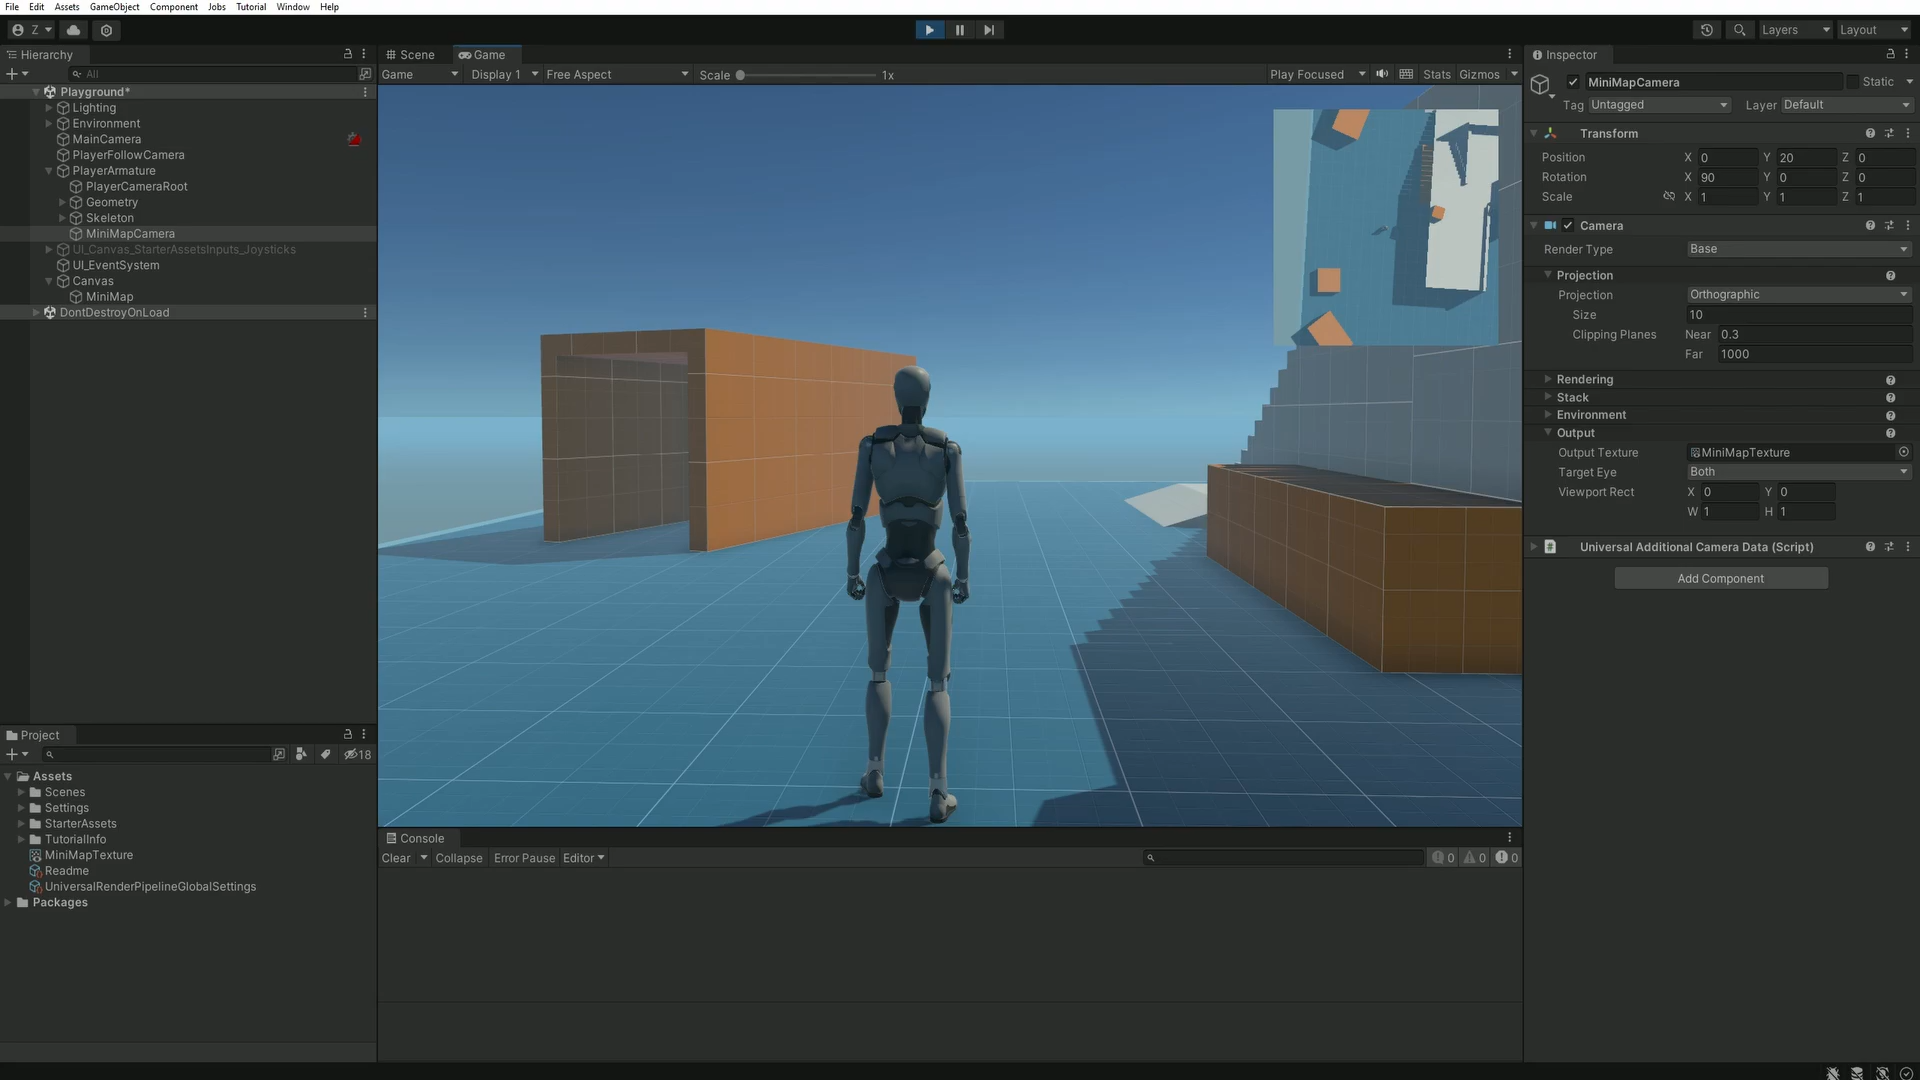 File Edit Assets GameObject Component Jobs Tutorial Window Help
Z Layers Layout
Hierarchy
All
Playground*
Lighting
Environment
MainCamera
PlayerFollowCamera
PlayerArmature
PlayerCameraRoot
Geometry
Skeleton
MiniMapCamera
UI_Canvas_StarterAssetsInputs_Joysticks
UI_EventSystem
Canvas
MiniMap
DontDestroyOnLoad
Scene Game
Game Display 1 Free Aspect Scale 1x Play Focused Stats Gizmos
Inspector
MiniMapCamera Static
Tag Untagged Layer Default
Transform
Position X 0 Y 20 Z 0
Rotation X 90 Y 0 Z 0
Scale X 1 Y 1 Z 1
Camera
Render Type Base
Projection
Projection Orthographic
Size 10
Clipping Planes Near 0.3
Far 1000
Rendering
Stack
Environment
Output
Output Texture MiniMapTexture
Target Eye Both
Viewport Rect X 0 Y 0
W 1 H 1
Universal Additional Camera Data (Script)
Add Component
Project
18
Assets
Scenes
Settings
StarterAssets
TutorialInfo
MiniMapTexture
Readme
UniversalRenderPipelineGlobalSettings
Packages
Console
Clear Collapse Error Pause Editor 0 0 0